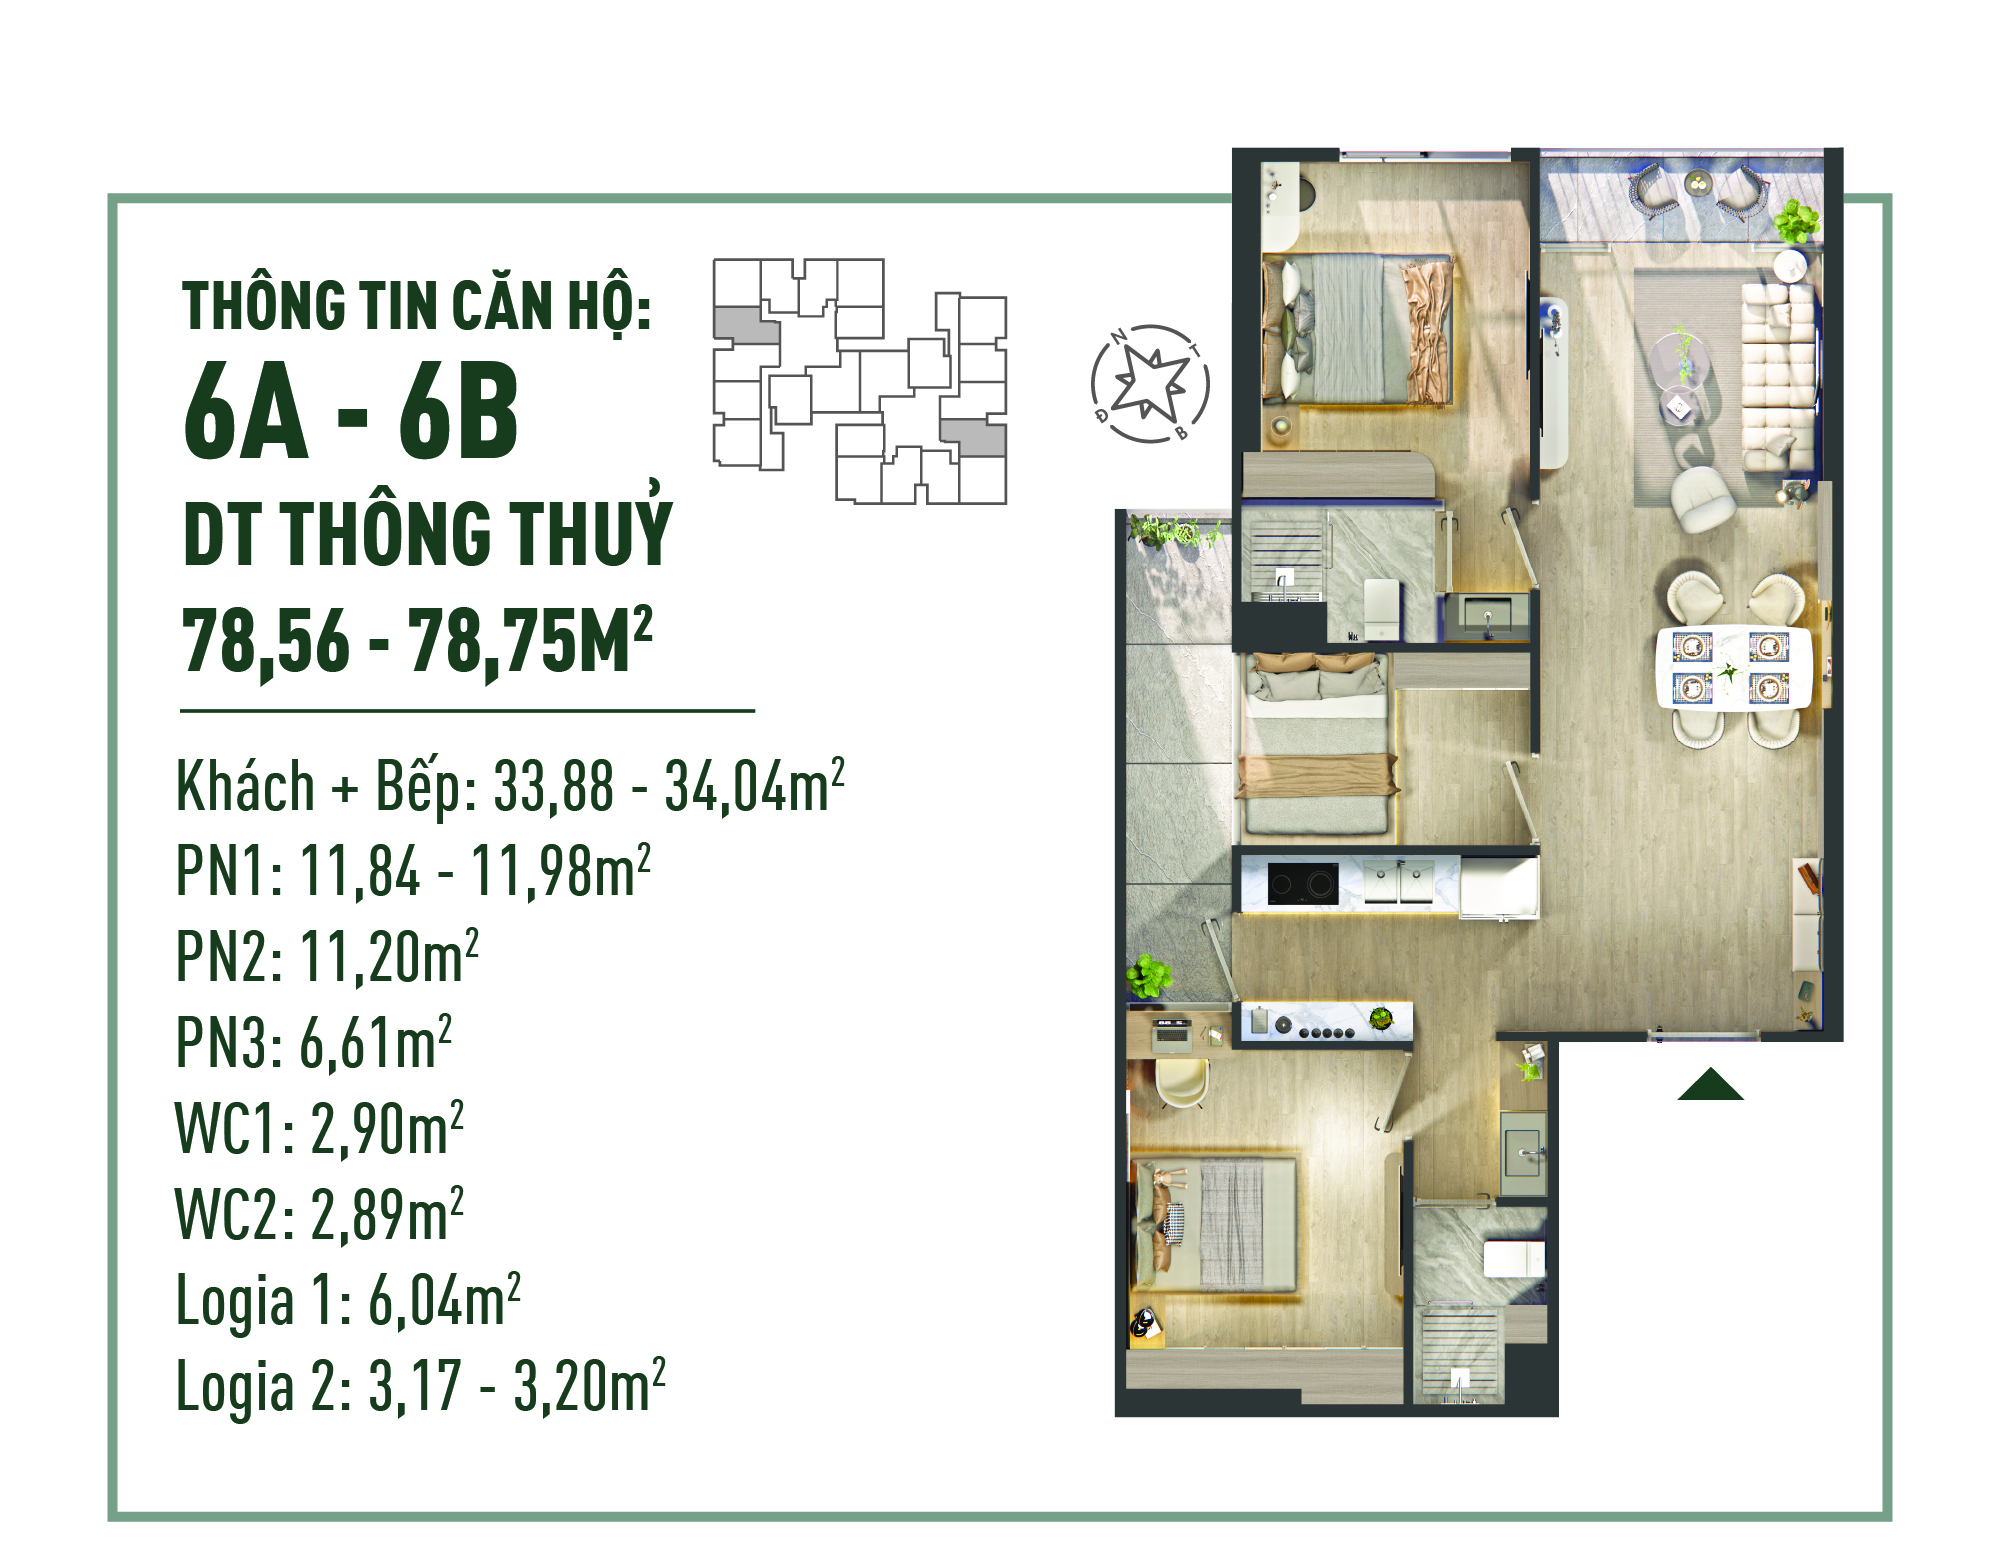 THÔNG TIN CĂN HỘ:
6A - 6B
DT THÔNG THUỶ
78,56 - 78,75M²
Khách + Bếp: 33,88 - 34,04m²
PN1: 11,84 - 11,98m²
PN2: 11,20m²
PN3: 6,61m²
WC1: 2,90m²
WC2: 2,89m²
Logia 1: 6,04m²
Logia 2: 3,17 - 3,20m²
N
T
Đ
B